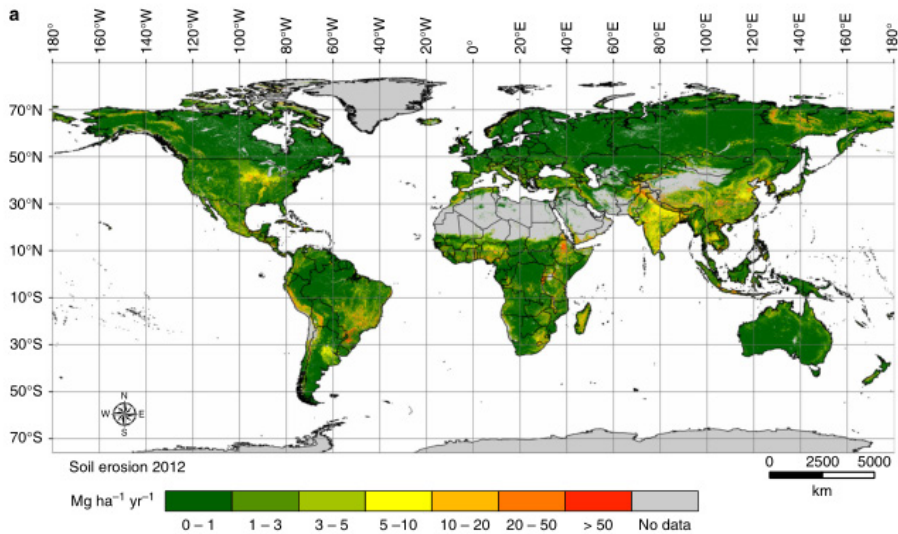 a
180° 160°W 140°W 120°W 100°W 80°W 60°W 40°W 20°W 0° 20°E 40°E 60°E 80°E 100°E 120°E 140°E 160°E 180°
70°N
50°N
30°N
10°N
10°S
30°S
50°S
70°S
N
W E
S
Soil erosion 2012
0 2500 5000
km
Mg ha⁻¹ yr⁻¹
0 – 1 1 – 3 3 – 5 5 – 10 10 – 20 20 – 50 > 50 No data